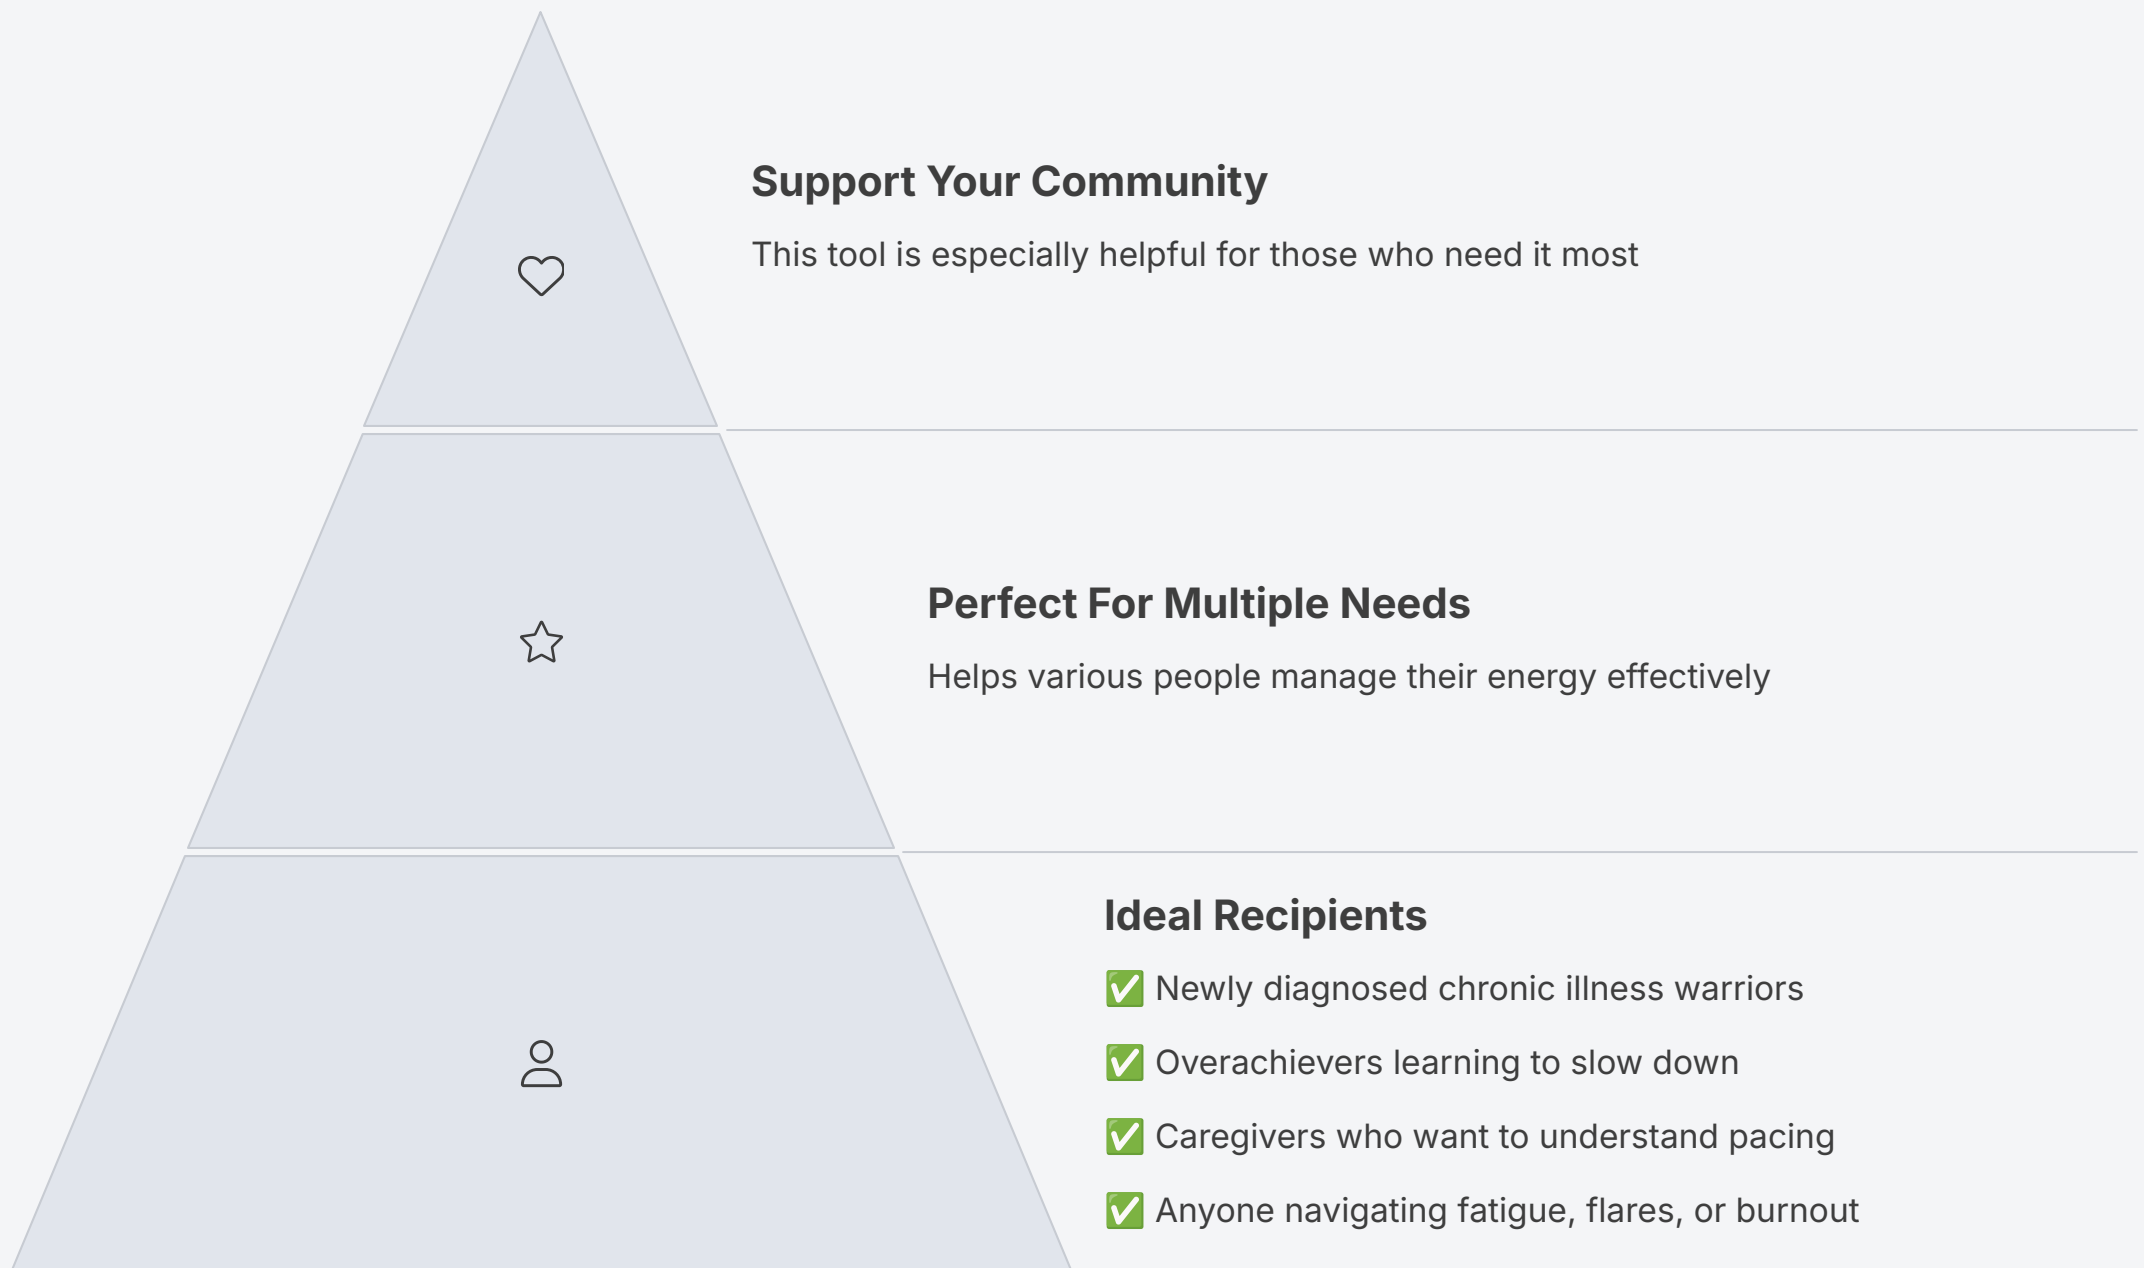 Support Your Community
This tool is especially helpful for those who need it most
Perfect For Multiple Needs
Helps various people manage their energy effectively
Ideal Recipients
✅ Newly diagnosed chronic illness warriors
✅ Overachievers learning to slow down
✅ Caregivers who want to understand pacing
✅ Anyone navigating fatigue, flares, or burnout